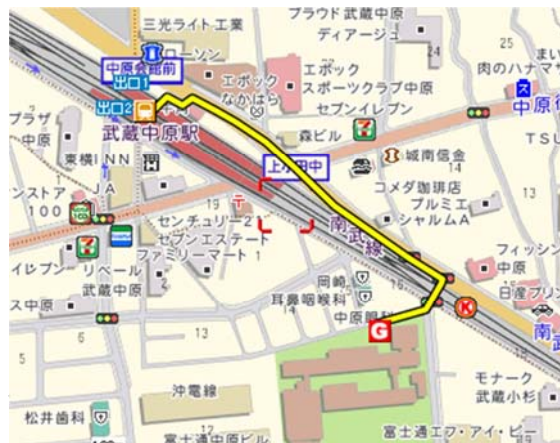 三光ライト工業
プラウド武蔵
中原
ディアージュ
24
25
肉のハナマサ
中原会館前
ーソン
出口1
出口2
エポック
なかはら
エポック
スポーツクラブ中原
セブンイレブン
24
中原
武蔵中原駅
プラザ
中原
森ビル
東横INN
JA
上小田中
城南信金
コメダ珈琲店
プルミエ
シャルムA
ンストア
100
19
センチュリー21
セブンエステート
ファミリーマート
1
南武線
フィッシン
中原
イレブン
リベール
武蔵中原
岡崎
耳鼻咽喉科
中原眼科
14
日産プリン
K
南武
ス中原
13
13
15
G
沖電線
モナーク
武蔵小杉
松井歯科
12
富士通中原ビル
富士通エフ・アイ・ピー